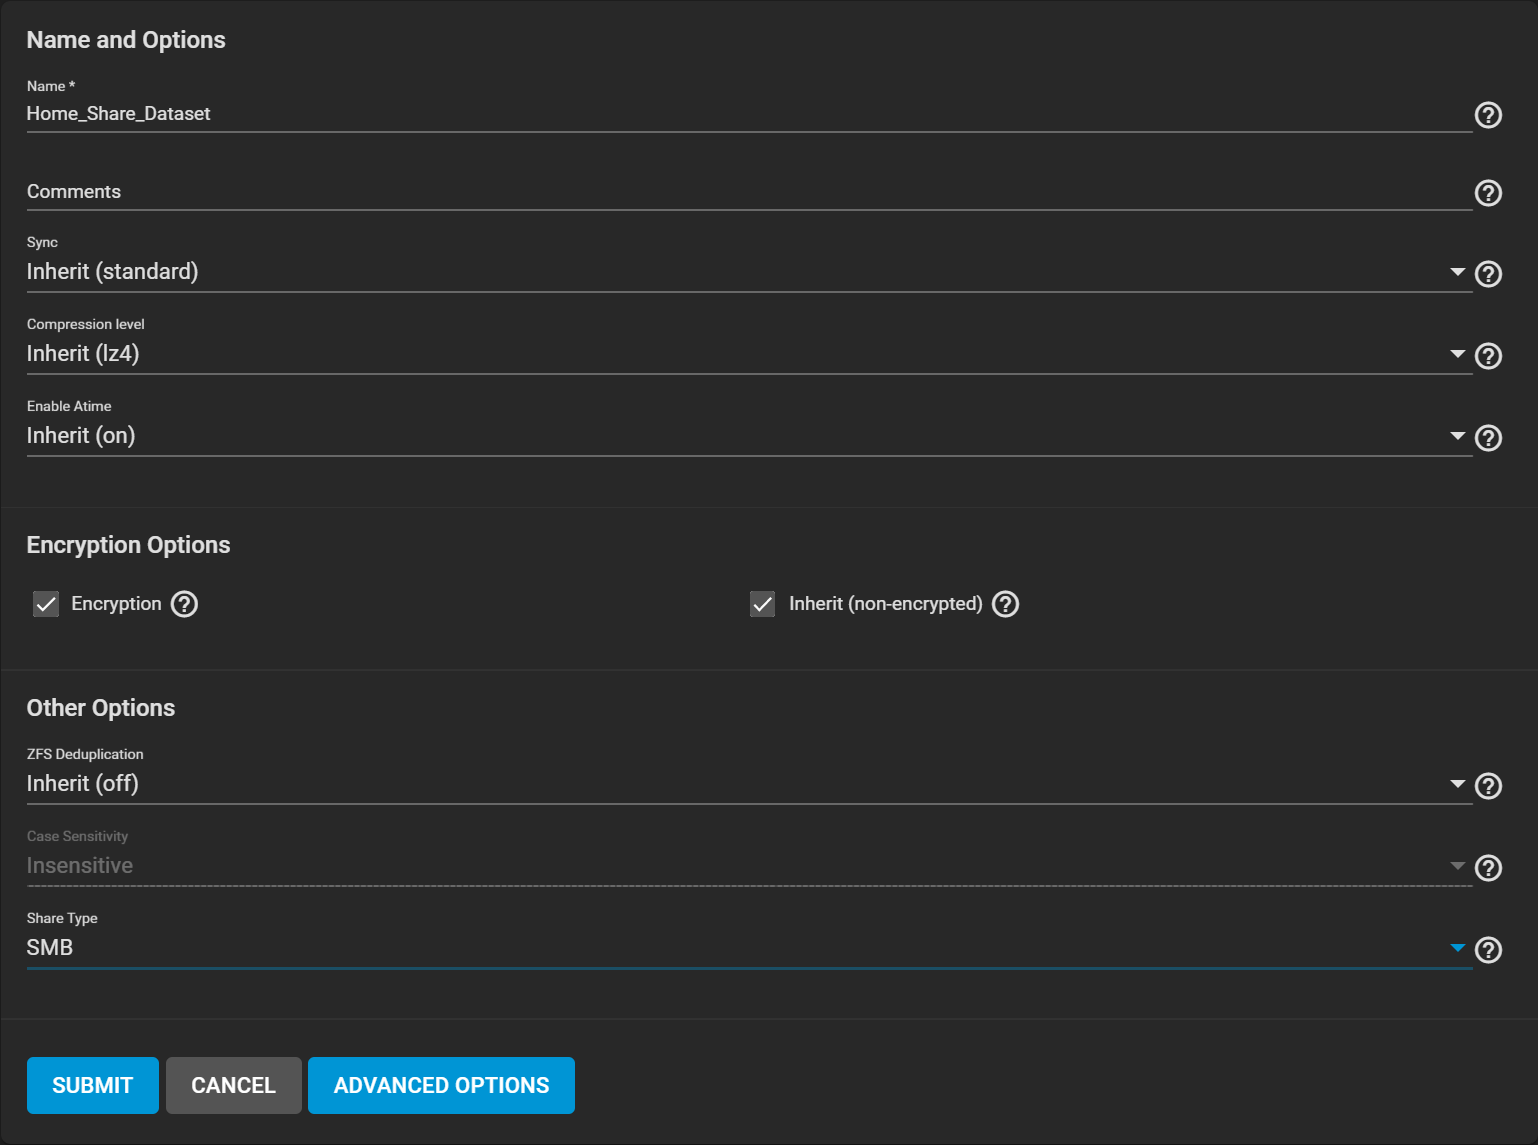 Name and Options
Name *
Home_Share_Dataset
Comments
Sync
Inherit (standard)
Compression level
Inherit (lz4)
Enable Atime
Inherit (on)
Encryption Options
Encryption
Inherit (non-encrypted)
Other Options
ZFS Deduplication
Inherit (off)
Case Sensitivity
Insensitive
Share Type
SMB
SUBMIT CANCEL ADVANCED OPTIONS